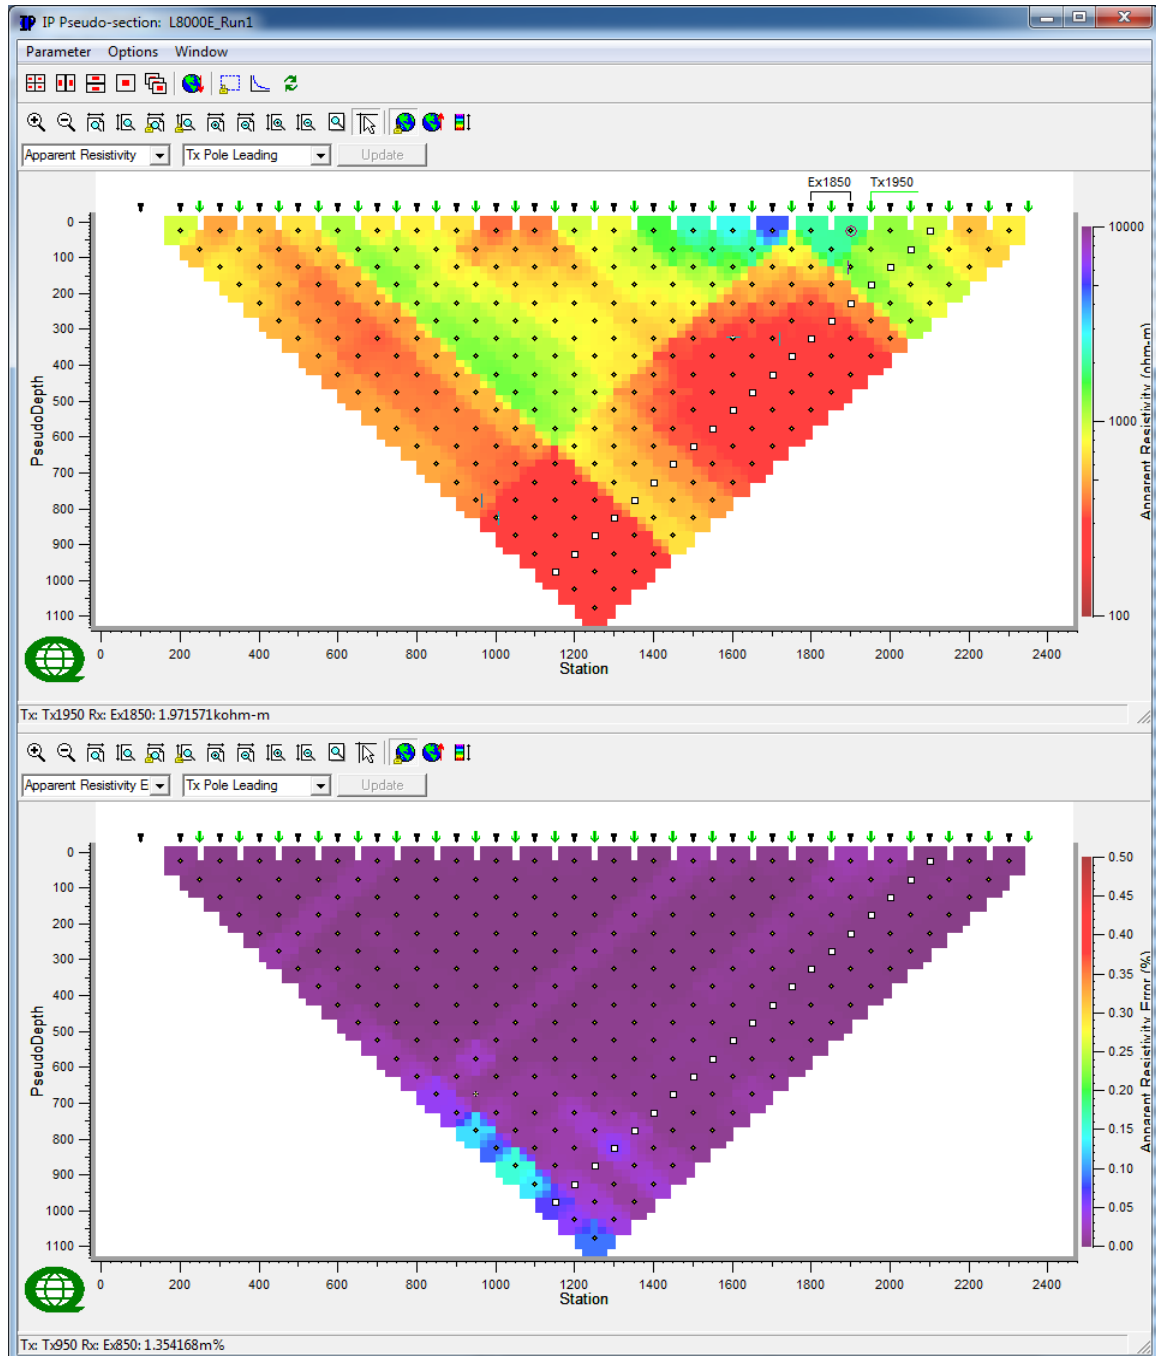 IP Pseudo-section: L8000E_Run1
Parameter Options Window
Apparent Resistivity Tx Pole Leading Update
Ex1850 Tx1950
0
100
200
300
400
500
600
700
800
900
1000
1100
PseudoDepth
0 200 400 600 800 1000 1200 1400 1600 1800 2000 2200 2400
Station
10000
1000
100
Apparent Resistivity (ohm-m)
Tx: Tx1950 Rx: Ex1850: 1.971571kohm-m
Apparent Resistivity E Tx Pole Leading Update
0
100
200
300
400
500
600
700
800
900
1000
1100
PseudoDepth
0 200 400 600 800 1000 1200 1400 1600 1800 2000 2200 2400
Station
0.50
0.45
0.40
0.35
0.30
0.25
0.20
0.15
0.10
0.05
0.00
Apparent Resistivity Error (%)
Tx: Tx950 Rx: Ex850: 1.354168m%